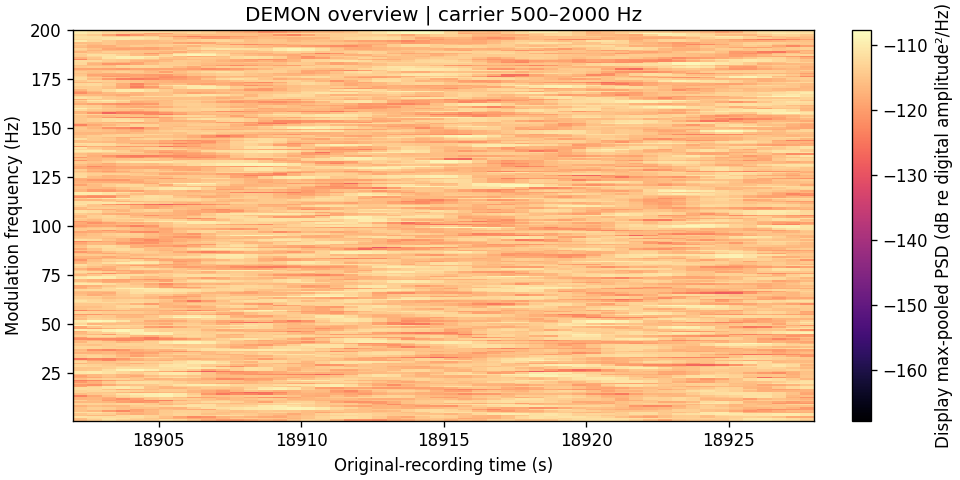 DEMON overview | carrier 500–2000 Hz
200
175
150
125
100
75
50
25
Modulation frequency (Hz)
18905 18910 18915 18920 18925
Original-recording time (s)
−110
−120
−130
−140
−150
−160
Display max-pooled PSD (dB re digital amplitude²/Hz)